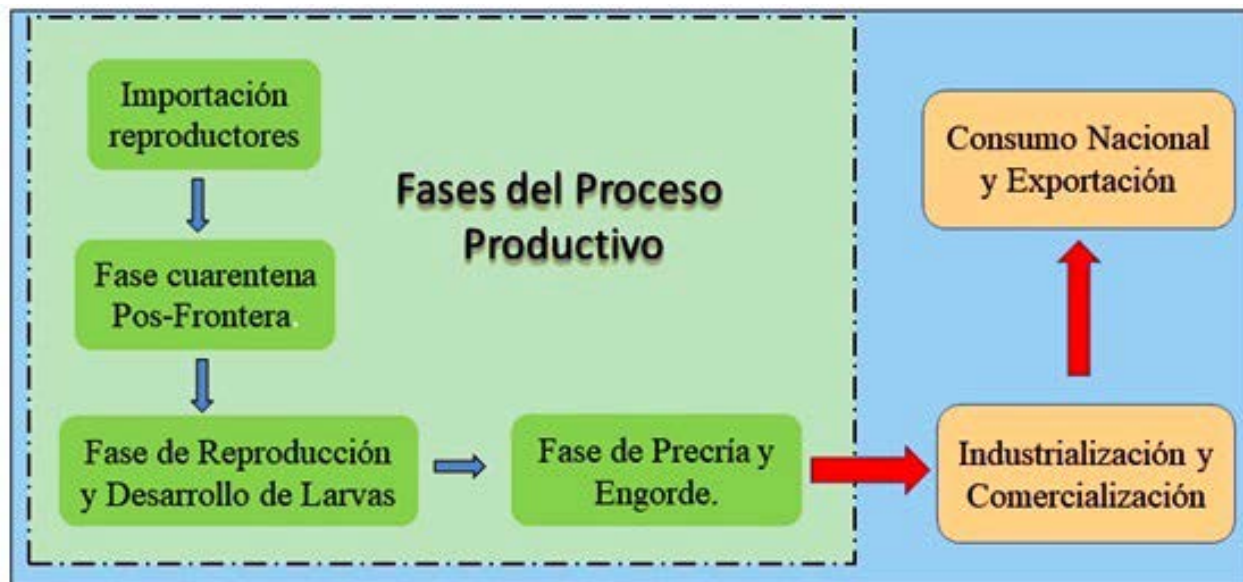 Importación
reproductores
Fases del Proceso
Productivo
Fase cuarentena
Pos-Frontera.
Fase de Reproducción
y Desarrollo de Larvas
Fase de Precría y
Engorde.
Industrialización y
Comercialización
Consumo Nacional
y Exportación